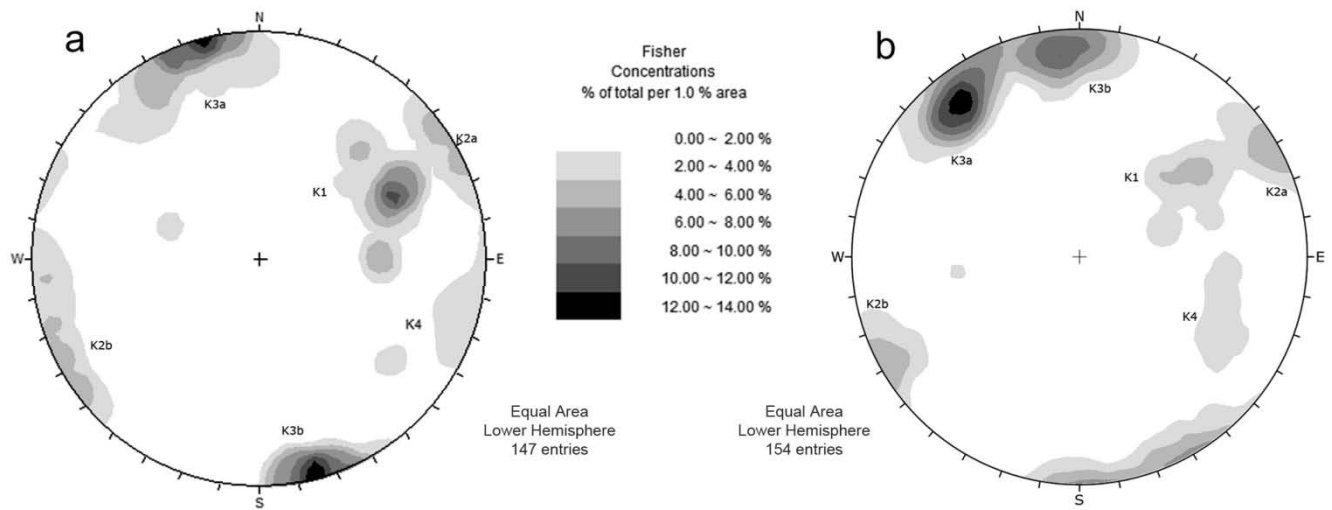 a
N
K3a
K2a
K1
W
E
K4
K2b
K3b
S
Equal Area
Lower Hemisphere
147 entries
Fisher
Concentrations
% of total per 1.0 % area
0.00 ~ 2.00 %
2.00 ~ 4.00 %
4.00 ~ 6.00 %
6.00 ~ 8.00 %
8.00 ~ 10.00 %
10.00 ~ 12.00 %
12.00 ~ 14.00 %
b
N
K3b
K3a
K1
K2a
W
E
K2b
K4
S
Equal Area
Lower Hemisphere
154 entries